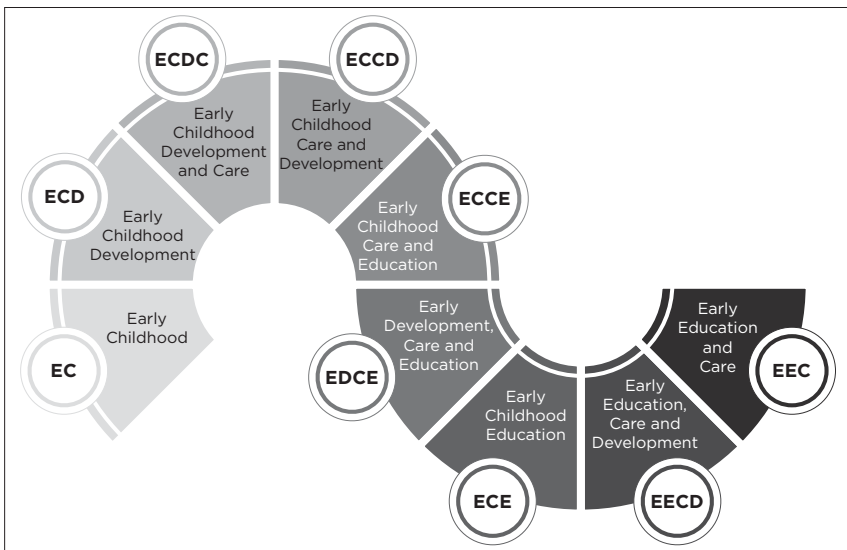 EC
Early
Childhood
ECD
Early
Childhood
Development
ECDC
Early
Childhood
Development
and Care
ECCD
Early
Childhood
Care and
Development
ECCE
Early
Childhood
Care and
Education
EDCE
Early
Development,
Care and
Education
ECE
Early
Childhood
Education
EECD
Early
Education,
Care and
Development
EEC
Early
Education
and
Care